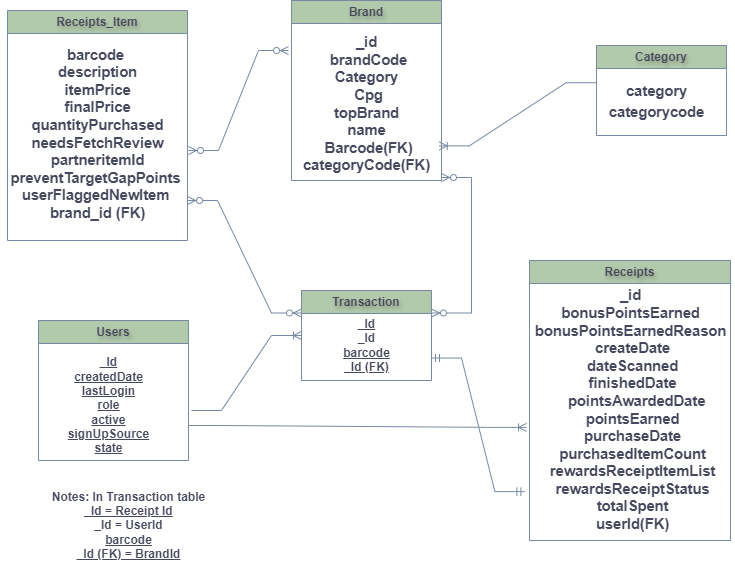 Receipts_Item
barcode
description
itemPrice
finalPrice
quantityPurchased
needsFetchReview
partneritemId
preventTargetGapPoints
userFlaggedNewItem
brand_id (FK)
Brand
_id
brandCode
Category
Cpg
topBrand
name
Barcode(FK)
categoryCode(FK)
Category
category
categorycode
Users
_Id
createdDate
lastLogin
role
active
signUpSource
state
Transaction
_Id
_Id
barcode
_Id (FK)
Receipts
_id
bonusPointsEarned
bonusPointsEarnedReason
createDate
dateScanned
finishedDate
pointsAwardedDate
pointsEarned
purchaseDate
purchasedItemCount
rewardsReceiptItemList
rewardsReceiptStatus
totalSpent
userId(FK)
Notes: In Transaction table
_Id = Receipt Id
_Id = UserId
barcode
_Id (FK) = BrandId